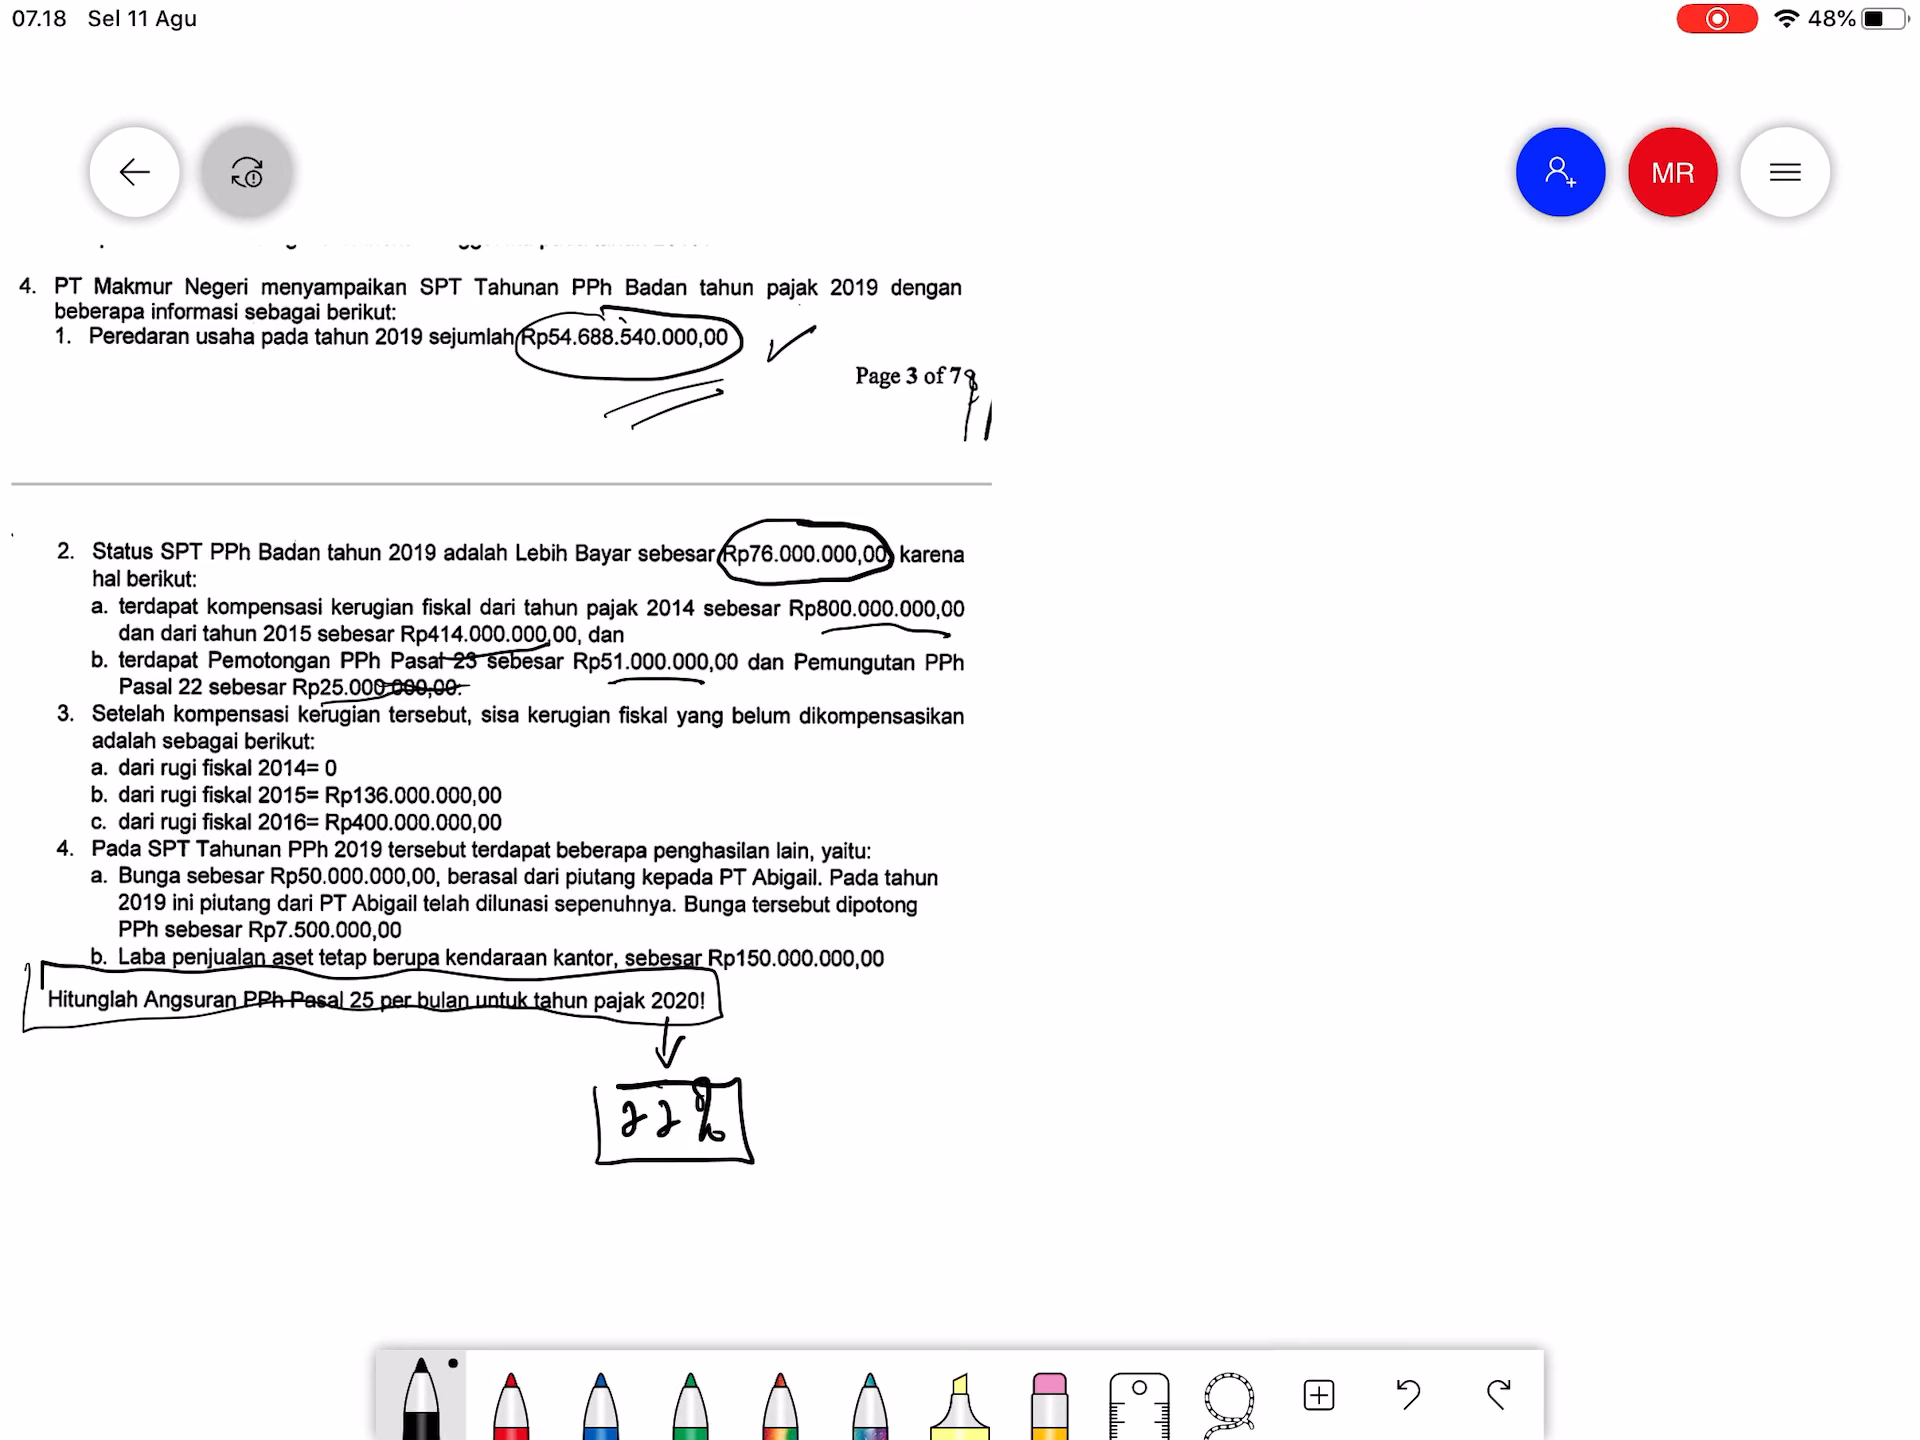 07.18 Sel 11 Agu
48%
MR
4. PT Makmur Negeri menyampaikan SPT Tahunan PPh Badan tahun pajak 2019 dengan
beberapa informasi sebagai berikut:
1. Peredaran usaha pada tahun 2019 sejumlah Rp54.688.540.000,00
Page 3 of 7
2. Status SPT PPh Badan tahun 2019 adalah Lebih Bayar sebesar Rp76.000.000,00 karena
hal berikut:
a. terdapat kompensasi kerugian fiskal dari tahun pajak 2014 sebesar Rp800.000.000,00
dan dari tahun 2015 sebesar Rp414.000.000,00, dan
b. terdapat Pemotongan PPh Pasal 23 sebesar Rp51.000.000,00 dan Pemungutan PPh
Pasal 22 sebesar Rp25.000.000,00.
3. Setelah kompensasi kerugian tersebut, sisa kerugian fiskal yang belum dikompensasikan
adalah sebagai berikut:
a. dari rugi fiskal 2014= 0
b. dari rugi fiskal 2015= Rp136.000.000,00
c. dari rugi fiskal 2016= Rp400.000.000,00
4. Pada SPT Tahunan PPh 2019 tersebut terdapat beberapa penghasilan lain, yaitu:
a. Bunga sebesar Rp50.000.000,00, berasal dari piutang kepada PT Abigail. Pada tahun
2019 ini piutang dari PT Abigail telah dilunasi sepenuhnya. Bunga tersebut dipotong
PPh sebesar Rp7.500.000,00
b. Laba penjualan aset tetap berupa kendaraan kantor, sebesar Rp150.000.000,00
Hitunglah Angsuran PPh Pasal 25 per bulan untuk tahun pajak 2020!
22%